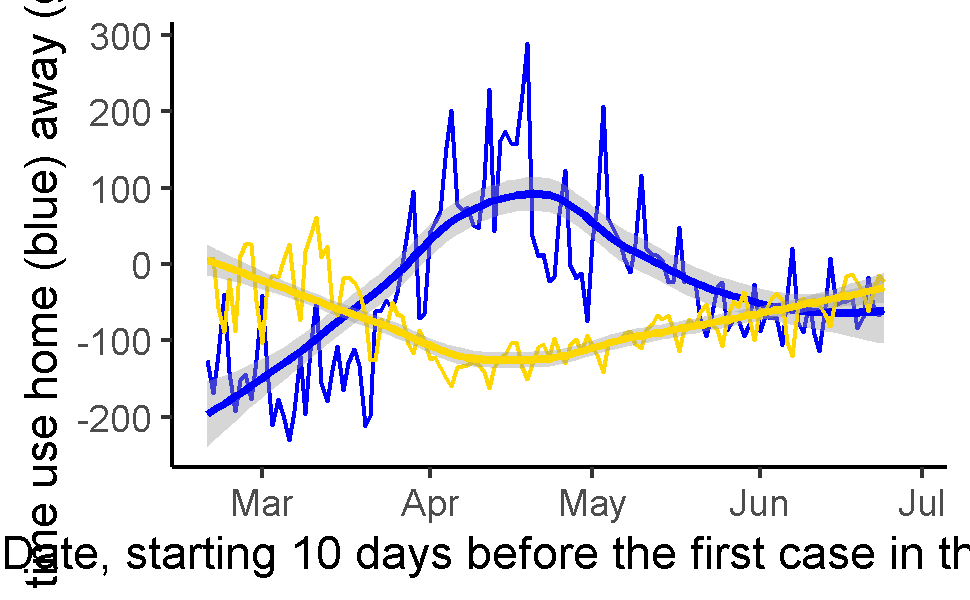 time use home (blue) away (
300
200
100
0
-100
-200
Mar Apr May Jun Jul
Date, starting 10 days before the first case in th